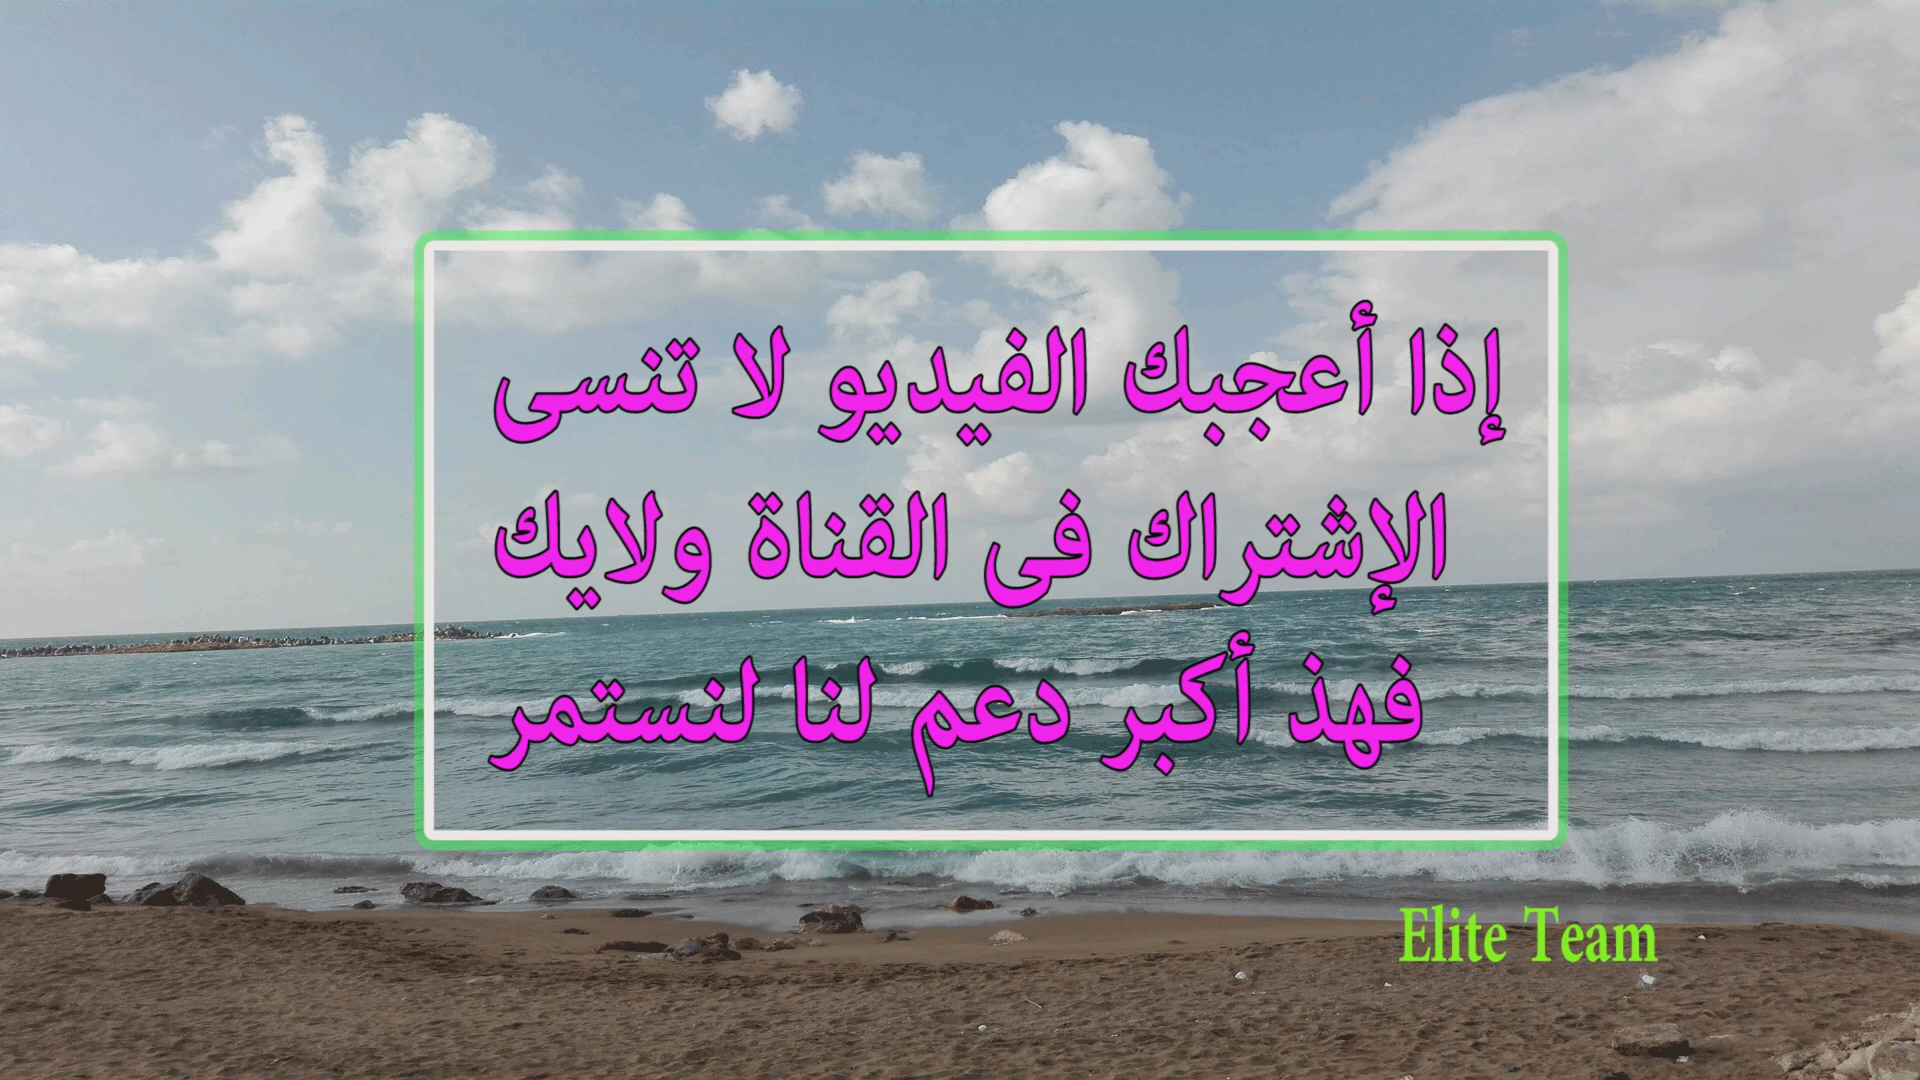 إذا أعجبك الفيديو لا تنسى
الإشتراك فى القناة ولايك
فهذ أكبر دعم لنا لنستمر
Elite Team